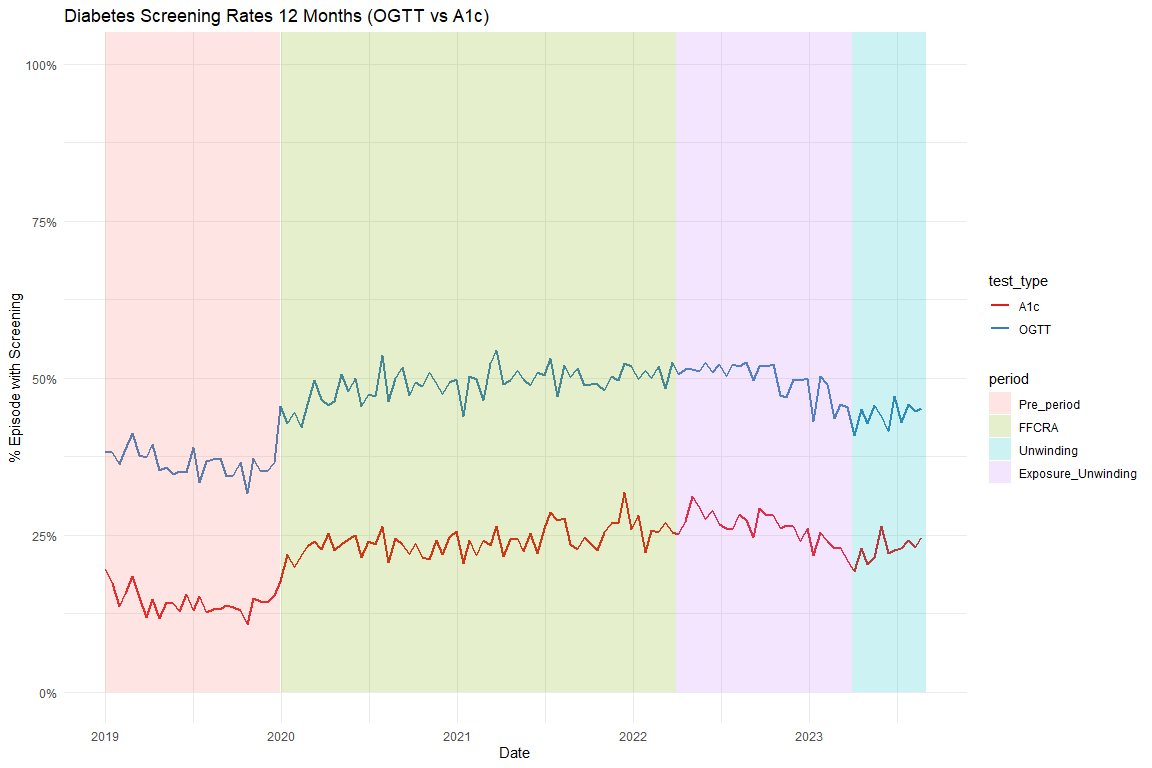 Diabetes Screening Rates 12 Months (OGTT vs A1c)
100%
75%
50%
25%
0%
% Episode with Screening
2019 2020 2021 2022 2023
Date
test_type
A1c
OGTT
period
Pre_period
FFCRA
Unwinding
Exposure_Unwinding